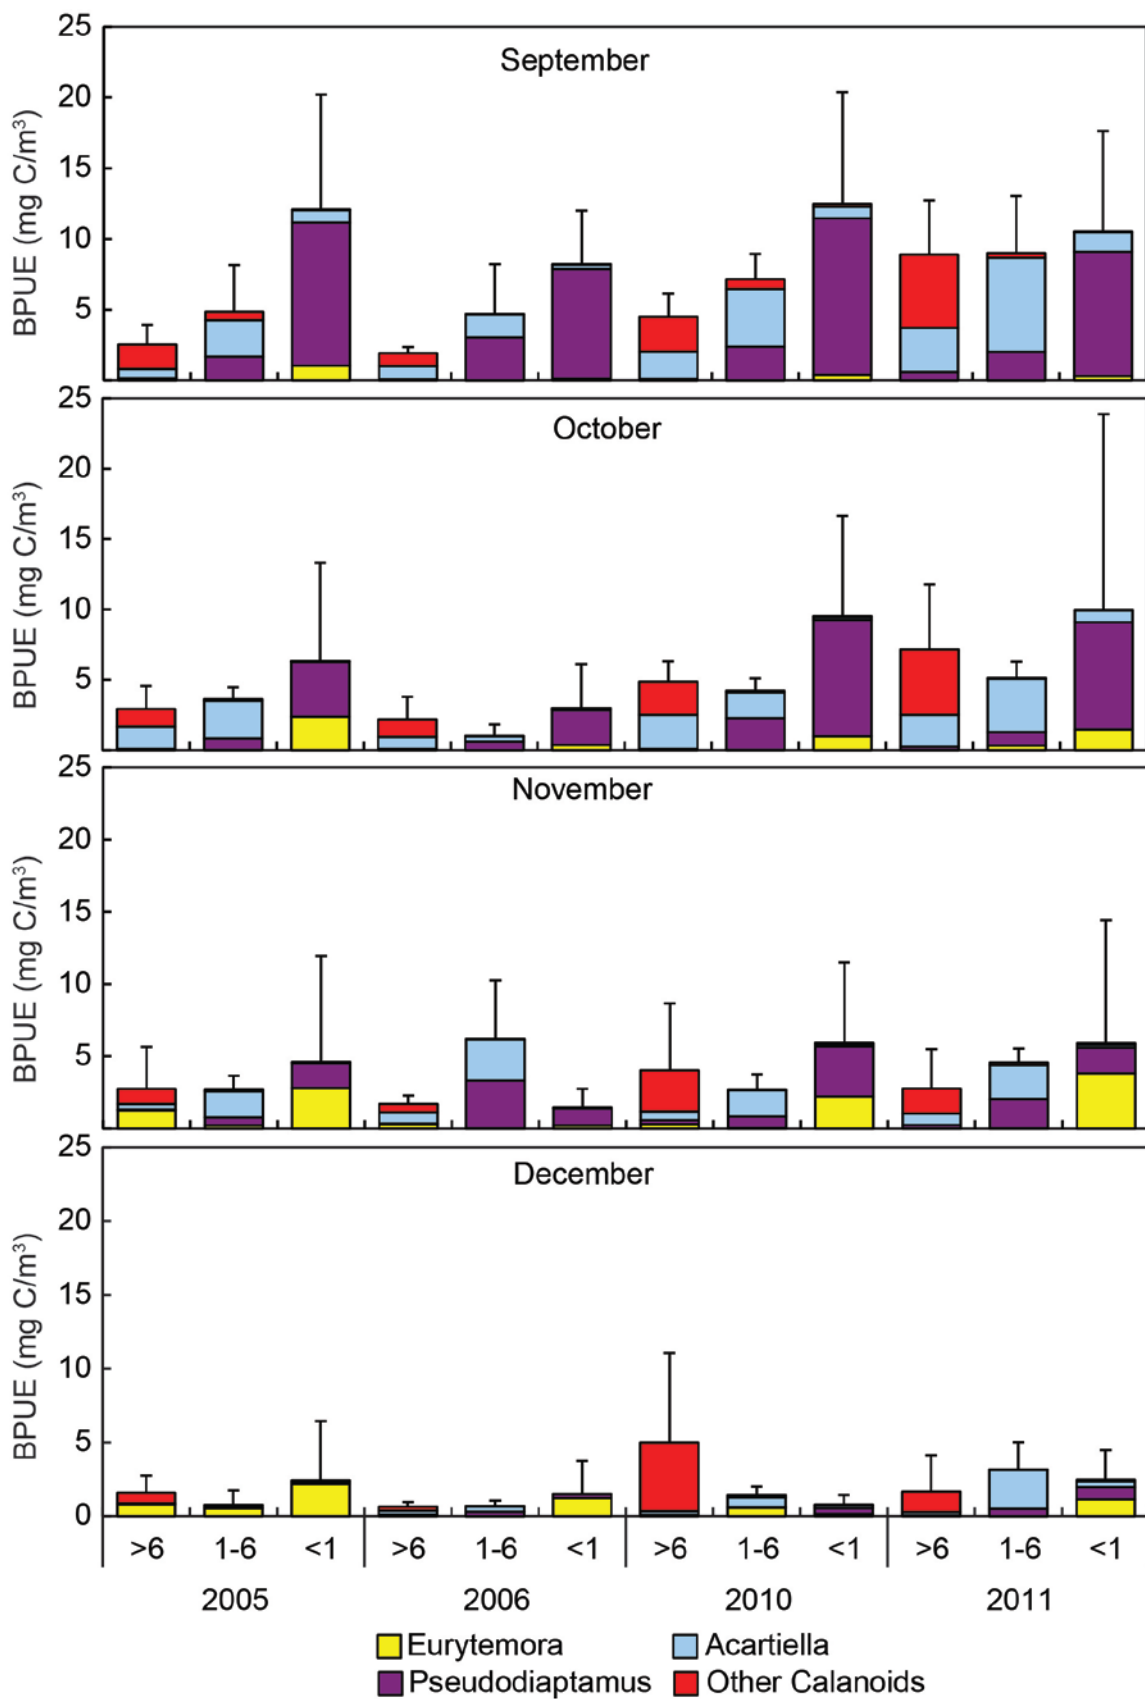 September
BPUE (mg C/m³)
25
20
15
10
5
October
BPUE (mg C/m³)
25
20
15
10
5
November
BPUE (mg C/m³)
25
20
15
10
5
December
BPUE (mg C/m³)
25
20
15
10
5
0
>6 1-6 <1 >6 1-6 <1 >6 1-6 <1 >6 1-6 <1
2005 2006 2010 2011
Eurytemora Acartiella
Pseudodiaptamus Other Calanoids